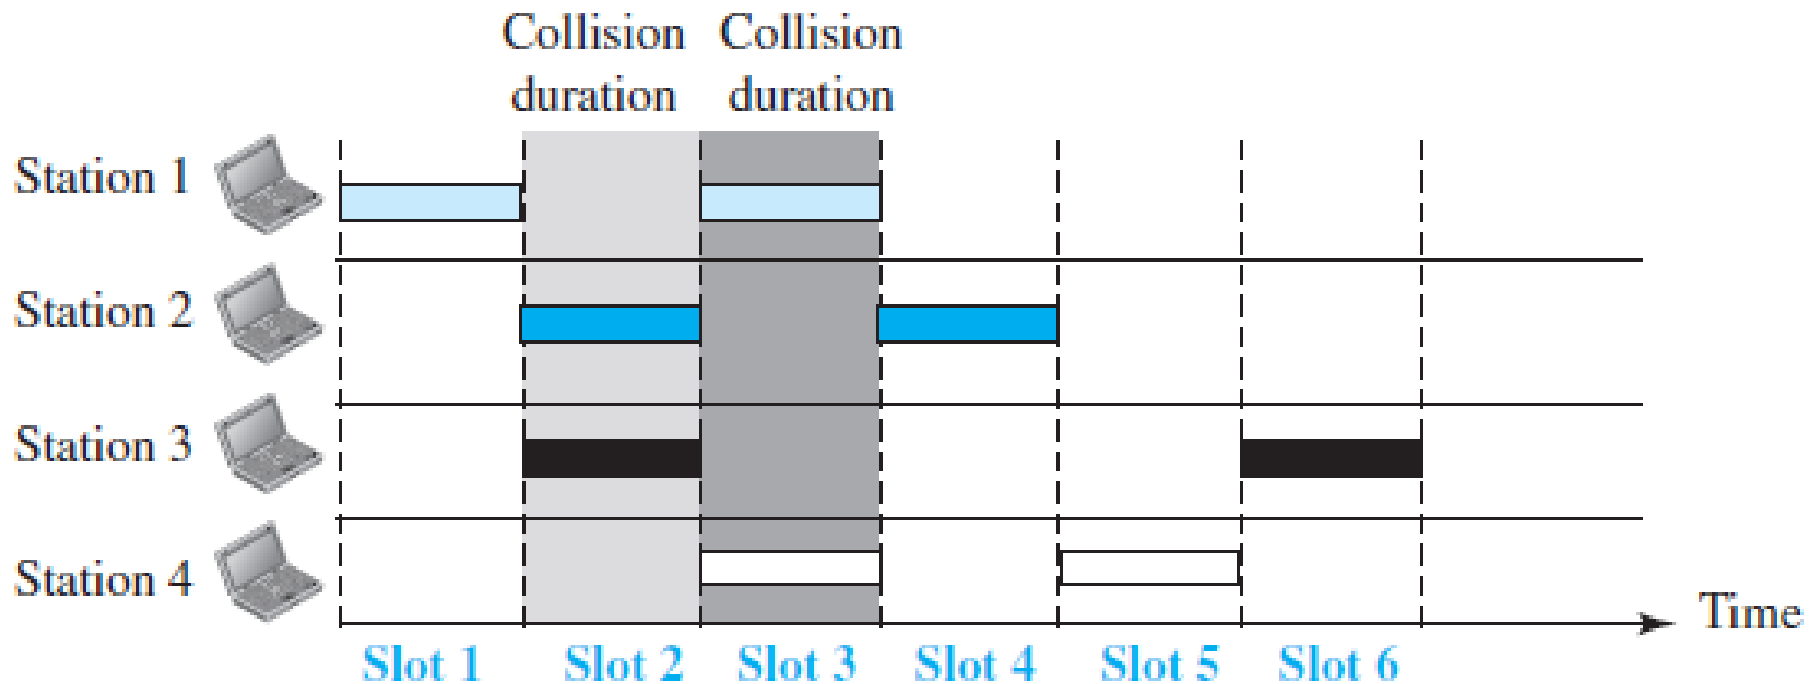 Collision Collision
duration duration
Station 1
Station 2
Station 3
Station 4
Time
Slot 1 Slot 2 Slot 3 Slot 4 Slot 5 Slot 6